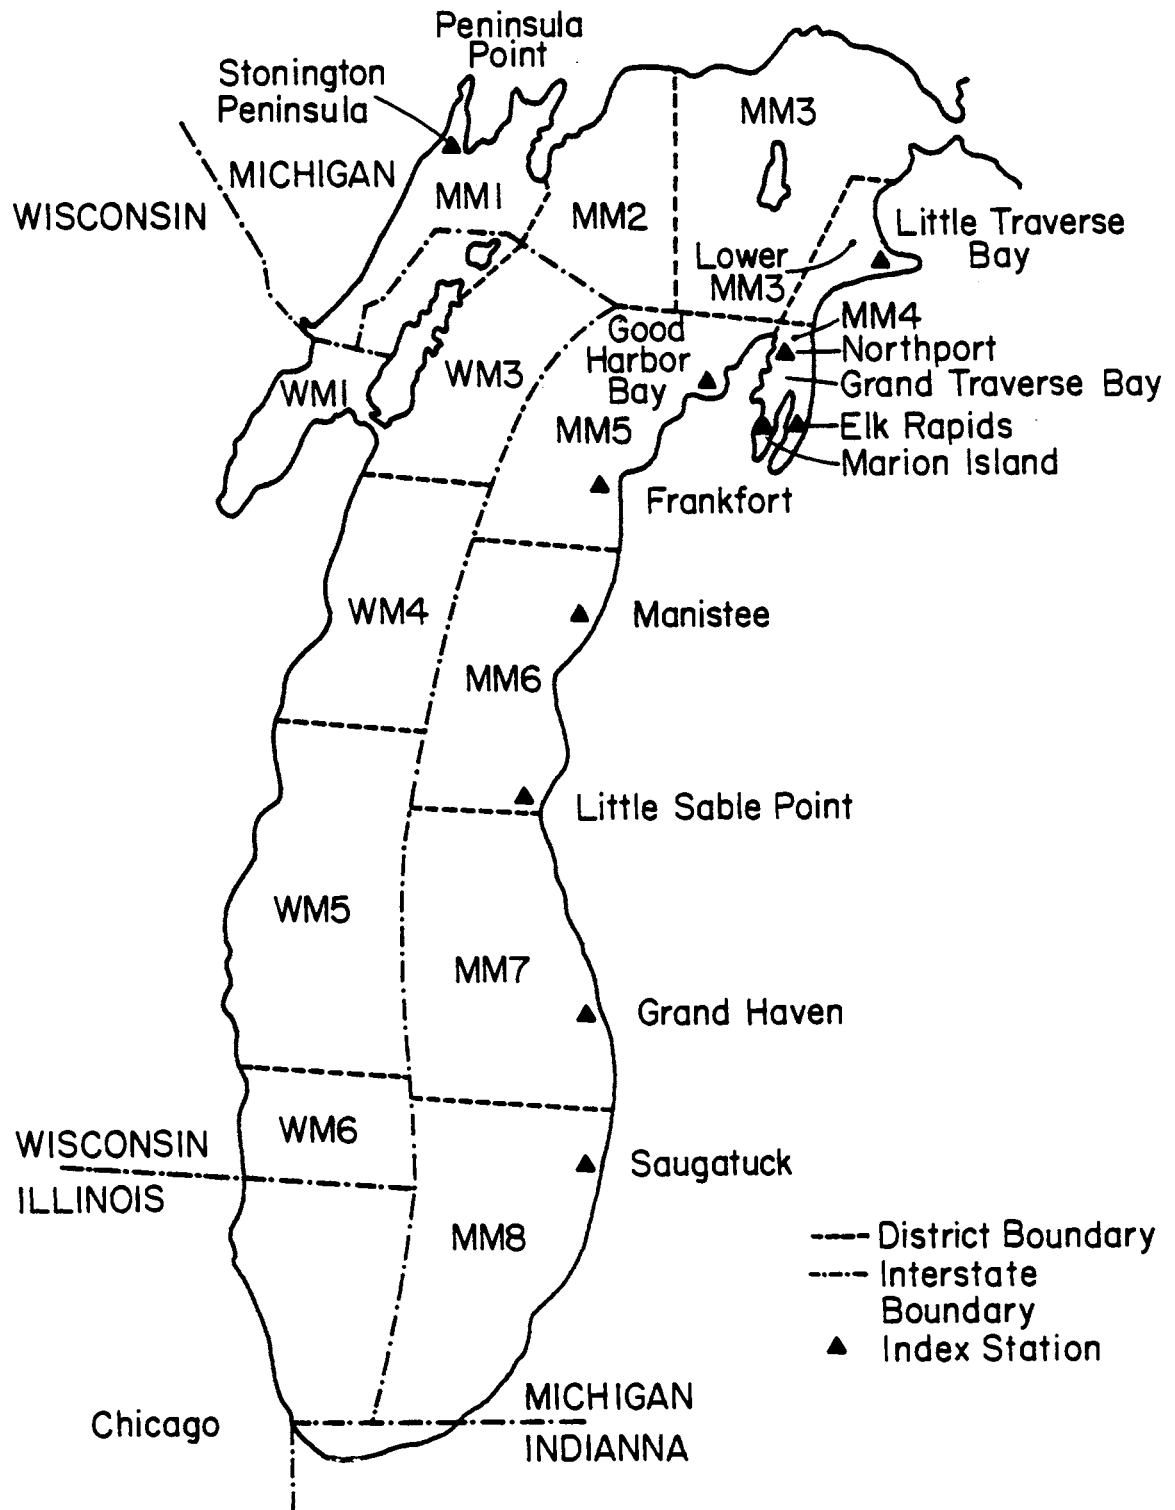 Peninsula
Point
Stonington
Peninsula
MM3
MICHIGAN
MM1
WISCONSIN
MM2
Little Traverse
Bay
Lower
MM3
MM4
Good
Harbor
Bay
Northport
WM3
Grand Traverse Bay
WM1
MM5
Elk Rapids
Marion Island
Frankfort
WM4
Manistee
MM6
Little Sable Point
WM5
MM7
Grand Haven
WM6
WISCONSIN
ILLINOIS
Saugatuck
MM8
District Boundary
Interstate
Boundary
Index Station
Chicago
MICHIGAN
INDIANNA